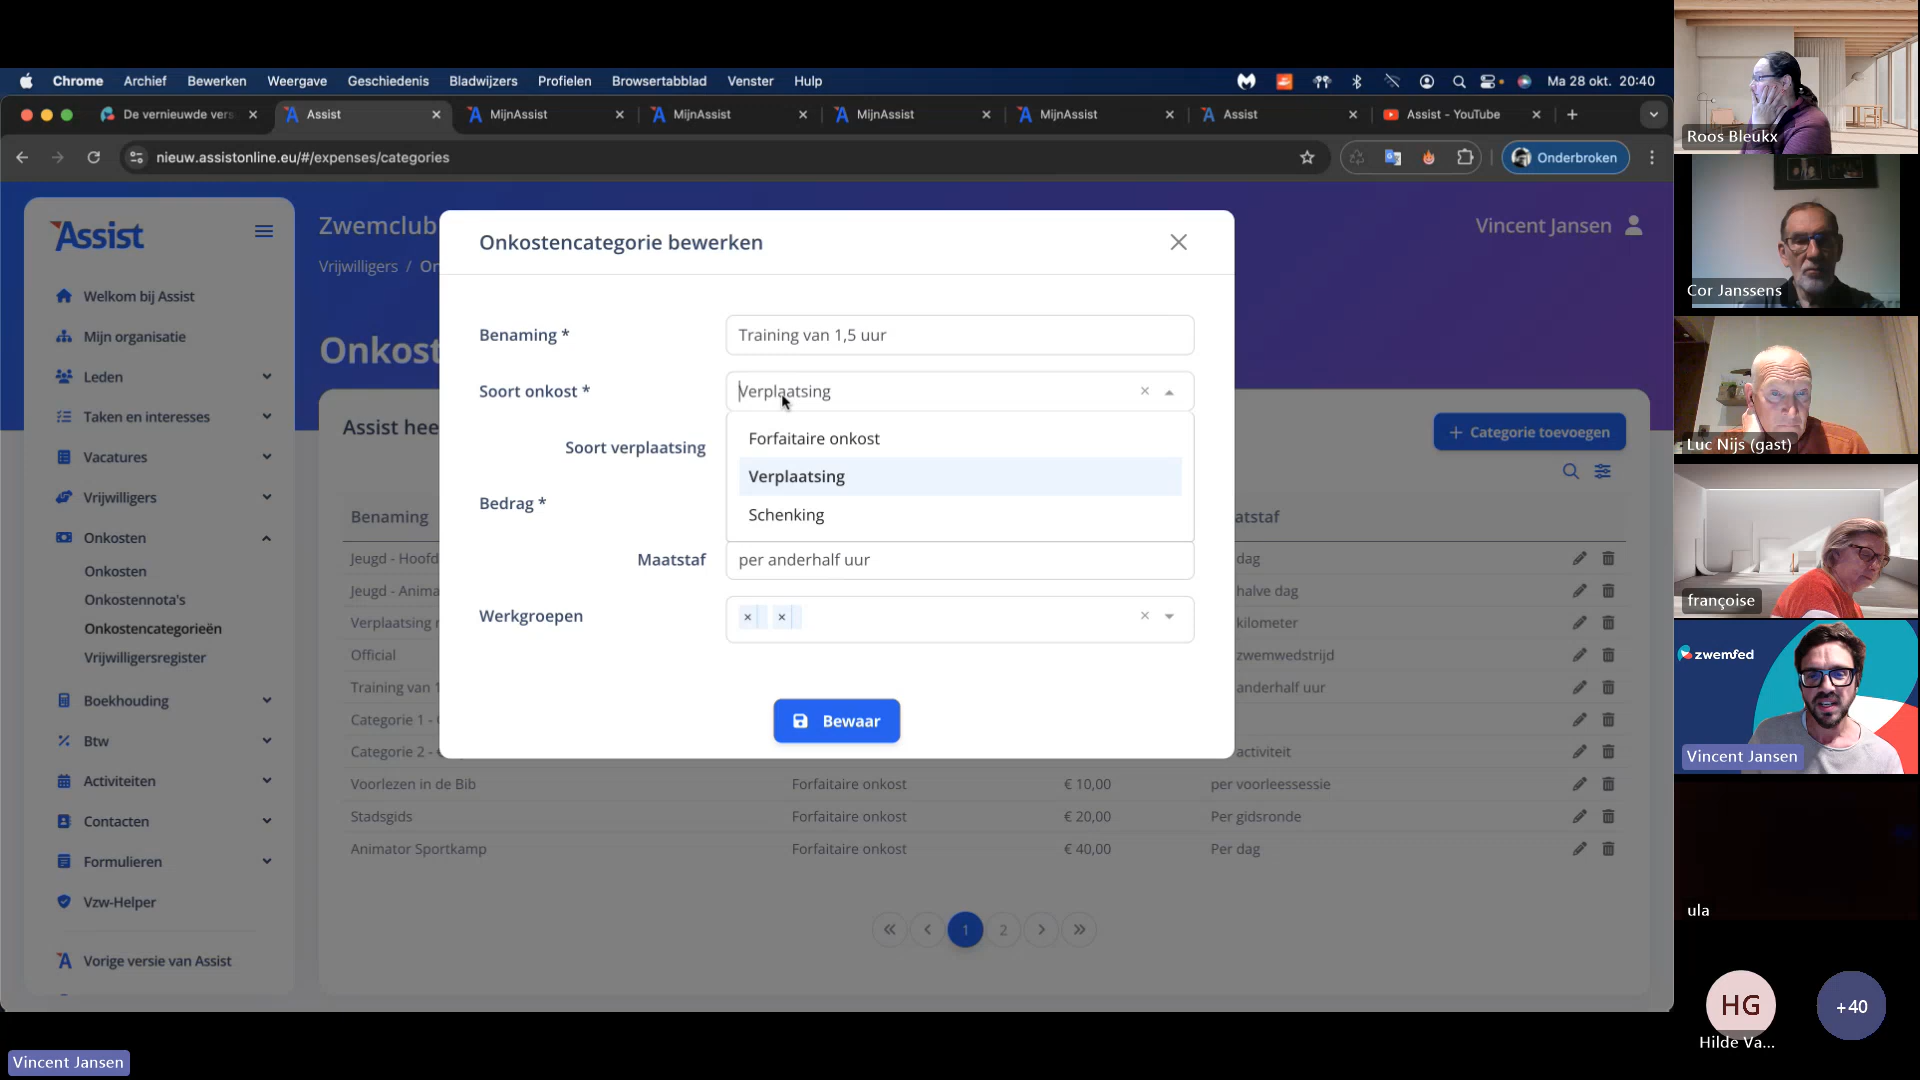 Chrome Archief Bewerken Weergave Geschiedenis Bladwijzers Profielen Browsertabblad Venster Hulp Ma 28 okt. 20:40
De vernieuwde vers Assist MijnAssist MijnAssist MijnAssist MijnAssist Assist Assist - YouTube
nieuw.assistonline.eu/#/expenses/categories Onderbroken
Assist
Zwemclub
Vincent Jansen
Vrijwilligers / On
Welkom bij Assist
Mijn organisatie
Leden
Taken en interesses
Vacatures
Vrijwilligers
Onkosten
Onkosten
Onkostennota's
Onkostencategorieën
Vrijwilligersregister
Boekhouding
Btw
Activiteiten
Contacten
Formulieren
Vzw-Helper
Vorige versie van Assist
Onkost
Assist hee
Categorie toevoegen
Onkostencategorie bewerken
Benaming * Training van 1,5 uur
Soort onkost * Verplaatsing
Forfaitaire onkost
Verplaatsing
Schenking
Soort verplaatsing
Bedrag *
Maatstaf per anderhalf uur
Werkgroepen
Bewaar
Benaming atstaf
Jeugd - Hoofd dag
Jeugd - Anima halve dag
Verplaatsing kilometer
Official zwemwedstrijd
Training van 1 anderhalf uur
Categorie 1 -
Categorie 2 - activiteit
Voorlezen in de Bib Forfaitaire onkost € 10,00 per voorleessessie
Stadsgids Forfaitaire onkost € 20,00 Per gidsronde
Animator Sportkamp Forfaitaire onkost € 40,00 Per dag
« ‹ 1 2 › »
Roos Bleukx
Cor Janssens
Luc Nijs (gast)
françoise
zwemfed
Vincent Jansen
ula
HG
Hilde Va...
+40
Vincent Jansen